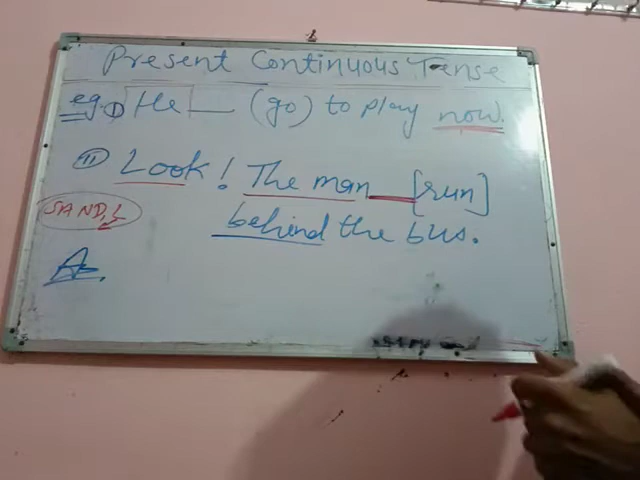 Present Continuous Tense
eg. ① He ___ (go) to play now.
② Look! The man ___ [run]
behind the bus.
SAND,L
A